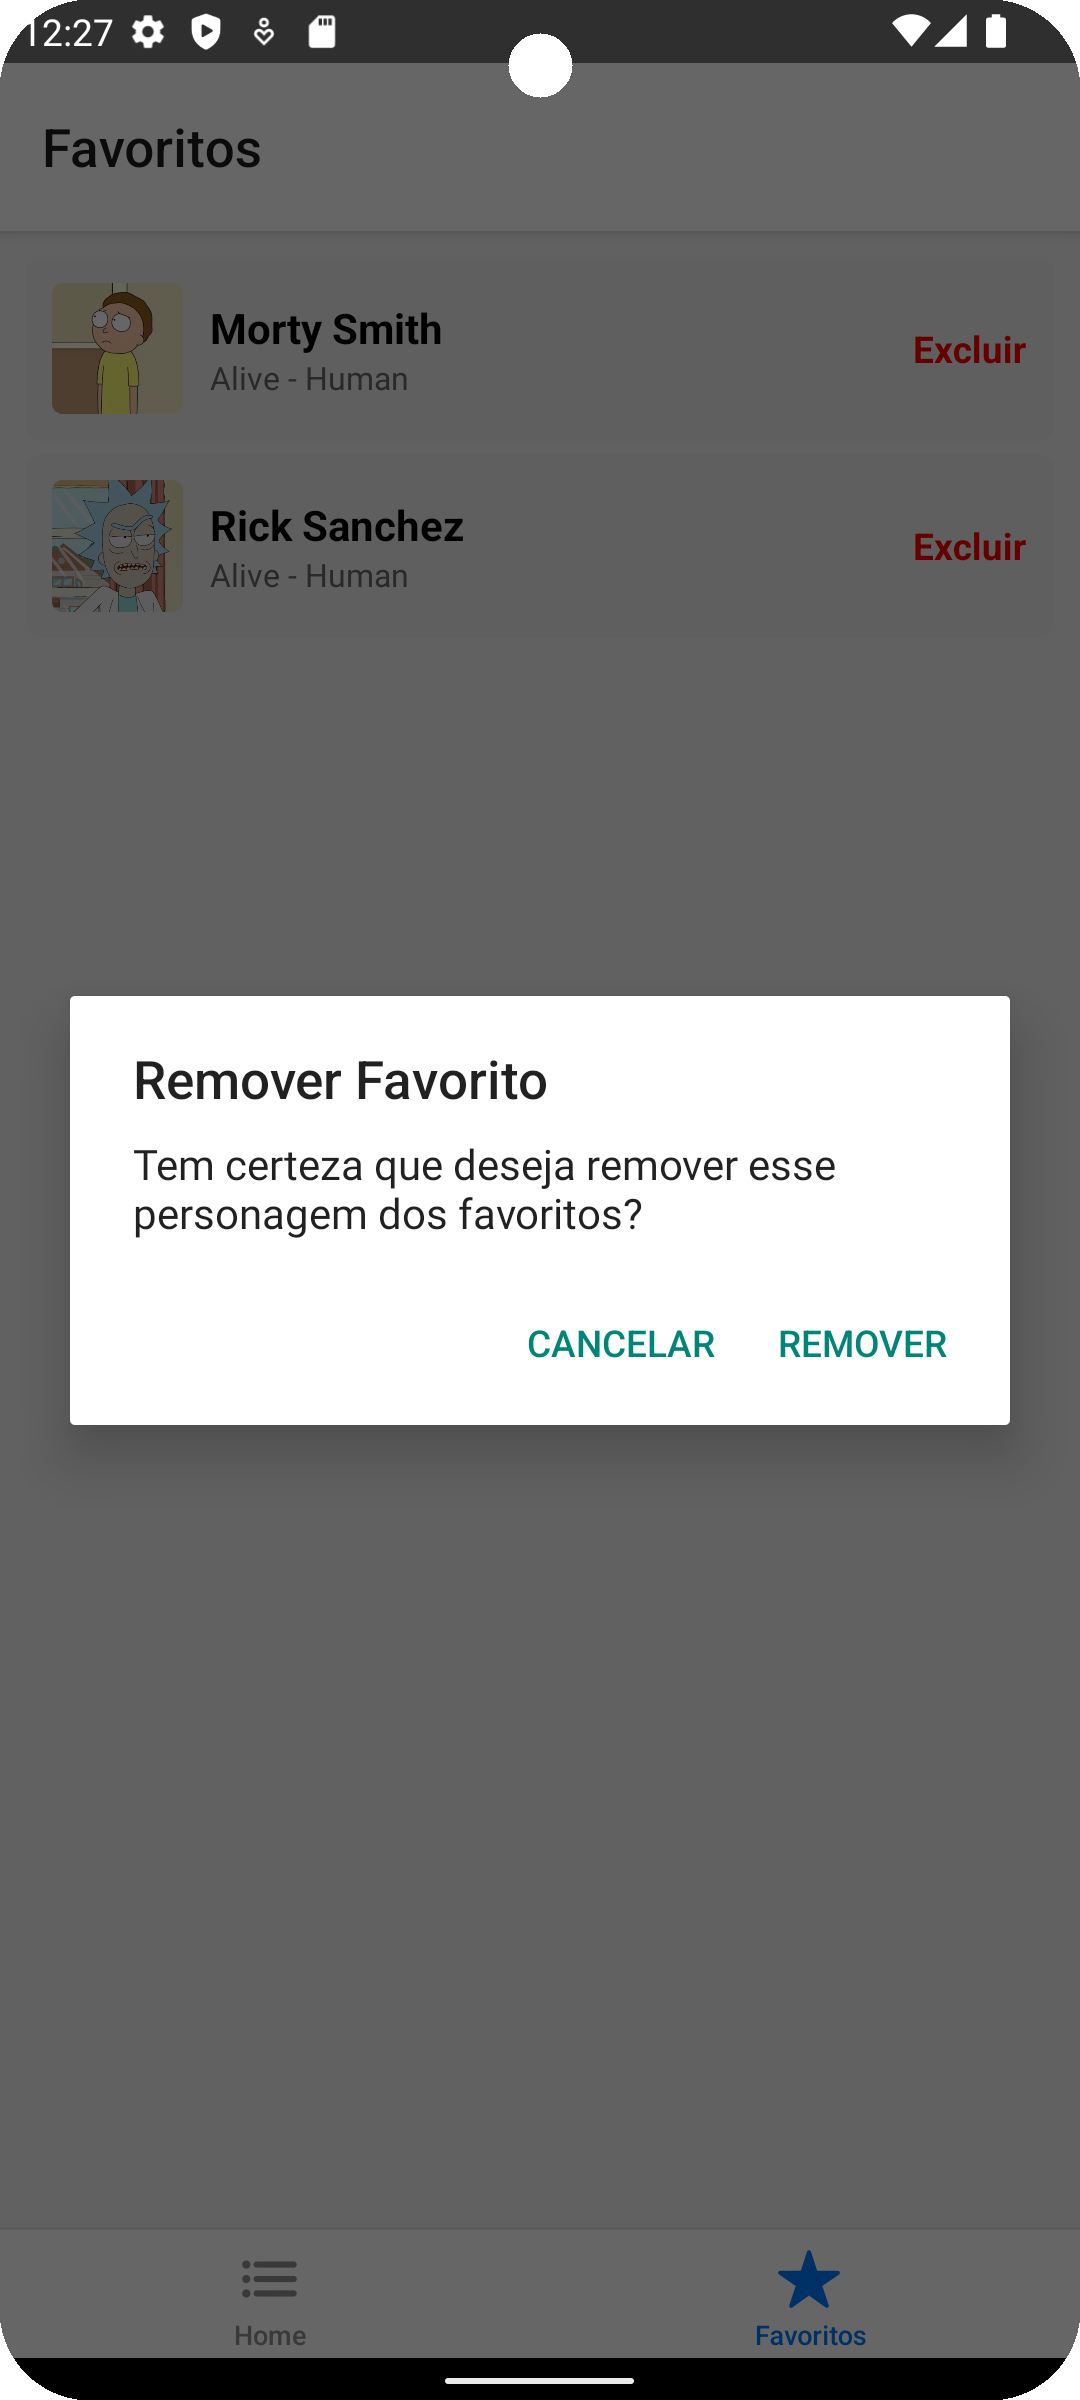 12:27
Favoritos
Morty Smith
Alive - Human
Excluir
Rick Sanchez
Alive - Human
Excluir
Remover Favorito
Tem certeza que deseja remover esse
personagem dos favoritos?
CANCELAR REMOVER
Home Favoritos